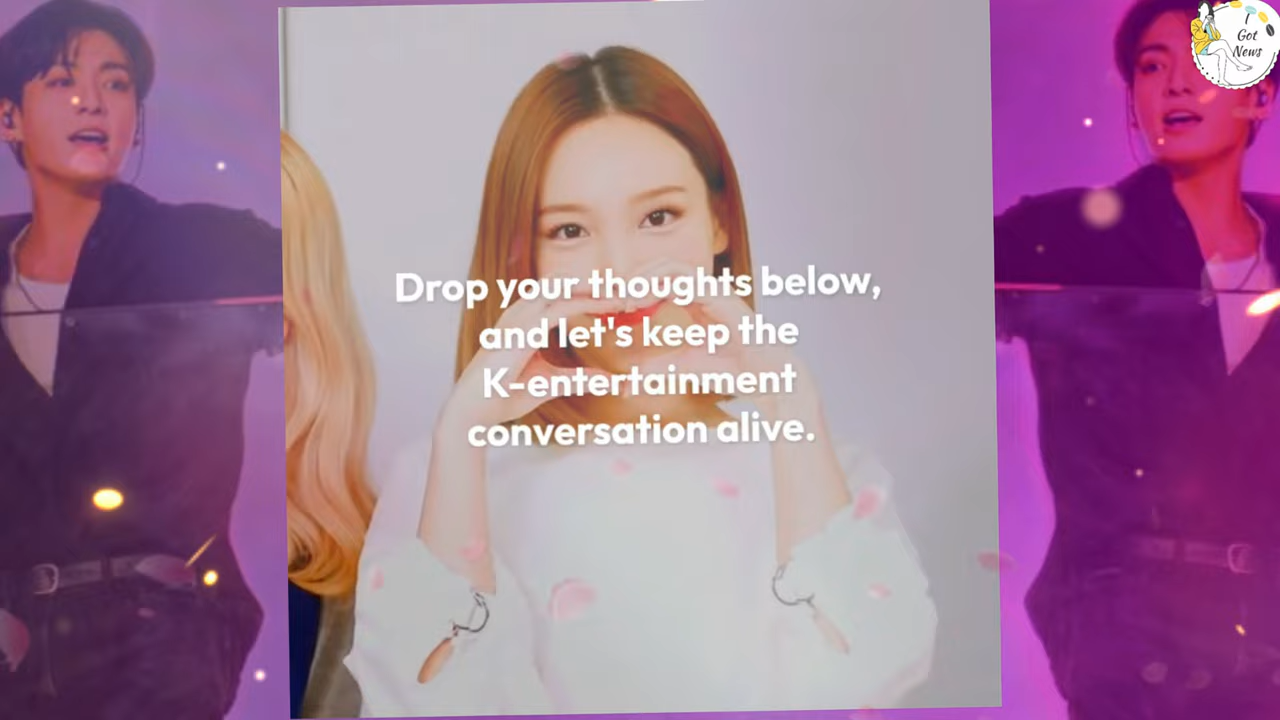 I
Got
News
Drop your thoughts below,
and let's keep the
K-entertainment
conversation alive.